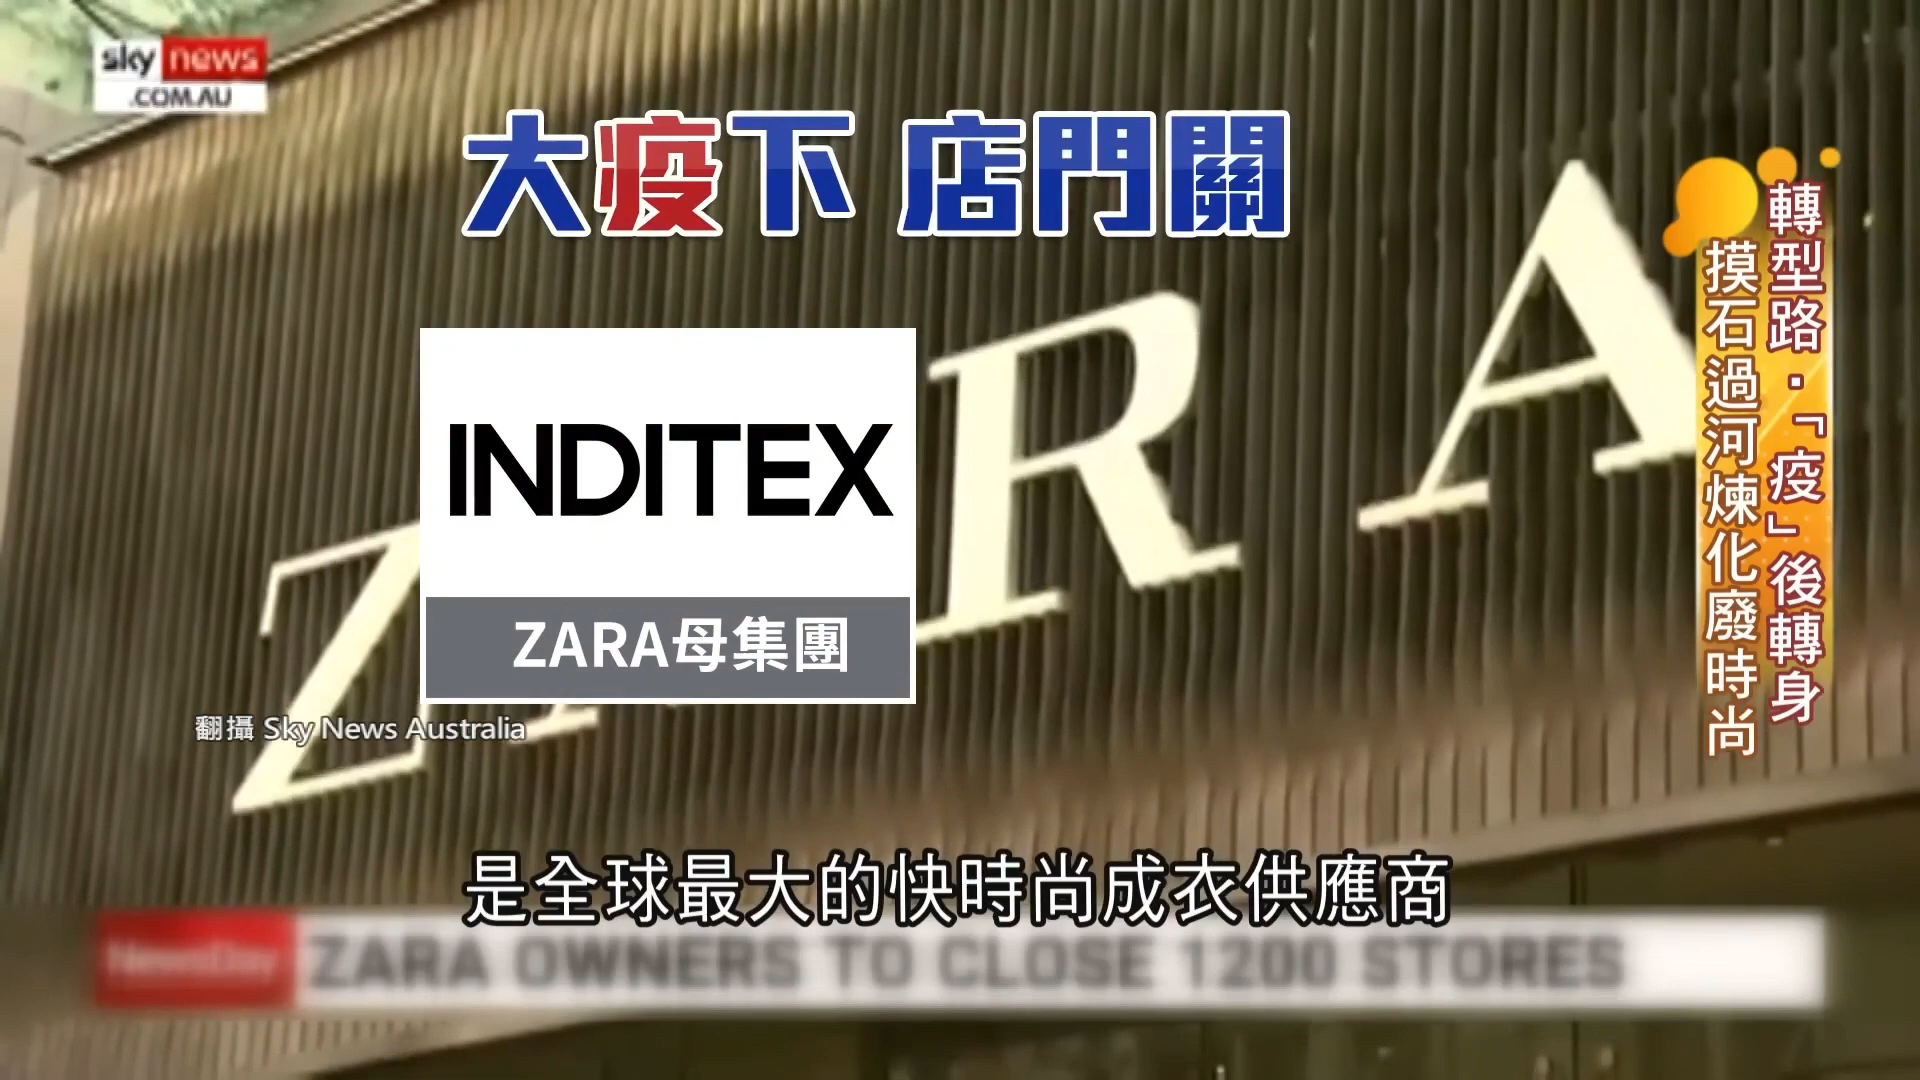 sky news
.COM.AU
大疫下 店門關
轉型路．「疫」後轉身
摸石過河煉化廢時尚
ZARA
INDITEX
ZARA母集團
翻攝 Sky News Australia
是全球最大的快時尚成衣供應商
NewsDay
ZARA OWNERS TO CLOSE 1200 STORES